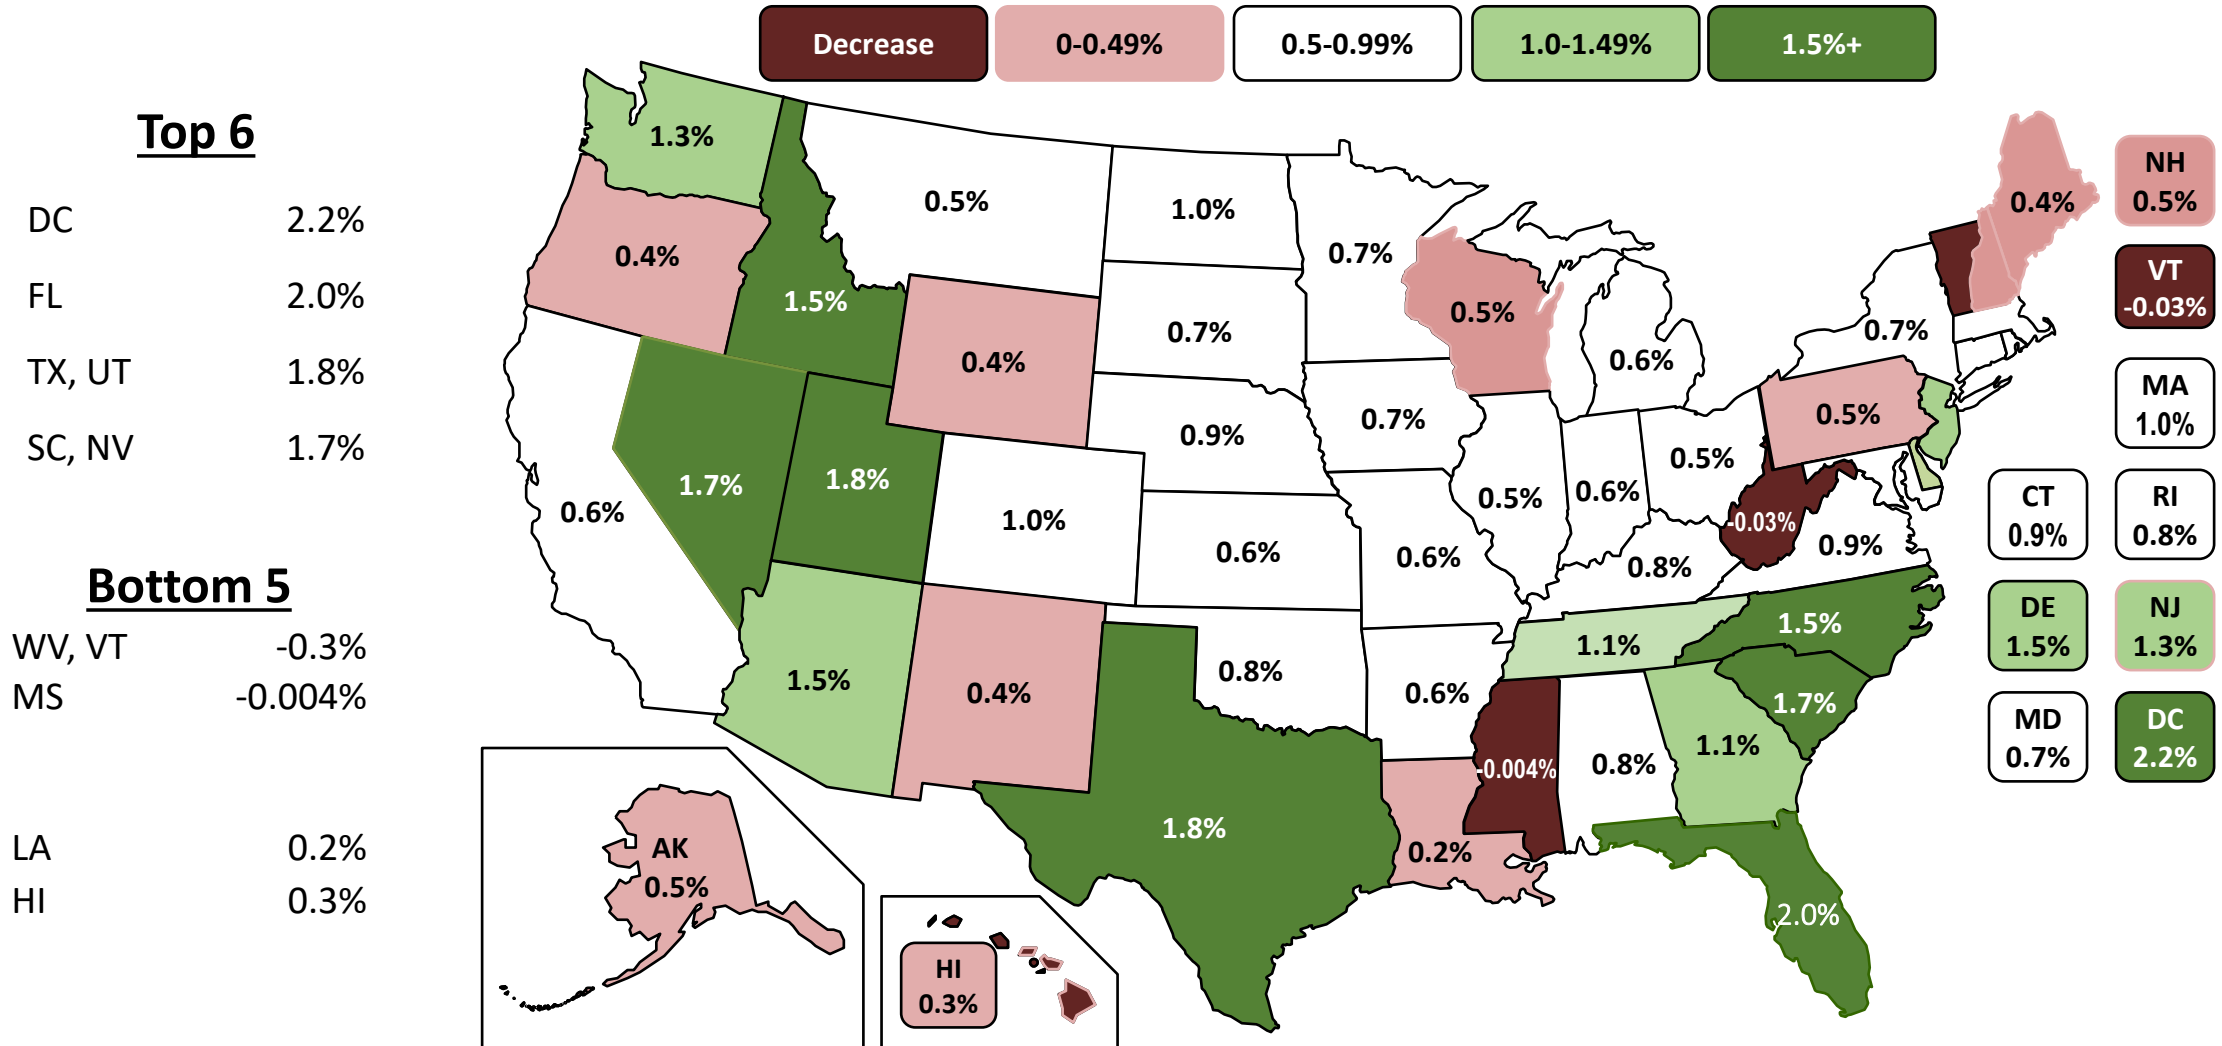 Decrease
0-0.49%
0.5-0.99%
1.0-1.49%
1.5%+
Top 6
DC 2.2%
FL 2.0%
TX, UT 1.8%
SC, NV 1.7%
Bottom 5
WV, VT -0.3%
MS -0.004%
LA 0.2%
HI 0.3%
1.3%
0.4%
1.5%
0.5%
1.0%
0.7%
0.7%
0.4%
0.6%
1.7%
1.8%
1.0%
0.9%
0.6%
0.7%
0.5%
0.6%
0.5%
0.6%
0.5%
0.6%
0.8%
-0.03%
0.9%
0.5%
0.7%
0.4%
1.5%
0.4%
1.8%
0.8%
0.6%
0.2%
-0.004%
0.8%
1.1%
1.1%
1.5%
1.7%
2.0%
AK
0.5%
HI
0.3%
NH
0.5%
VT
-0.03%
MA
1.0%
CT
0.9%
RI
0.8%
DE
1.5%
NJ
1.3%
MD
0.7%
DC
2.2%